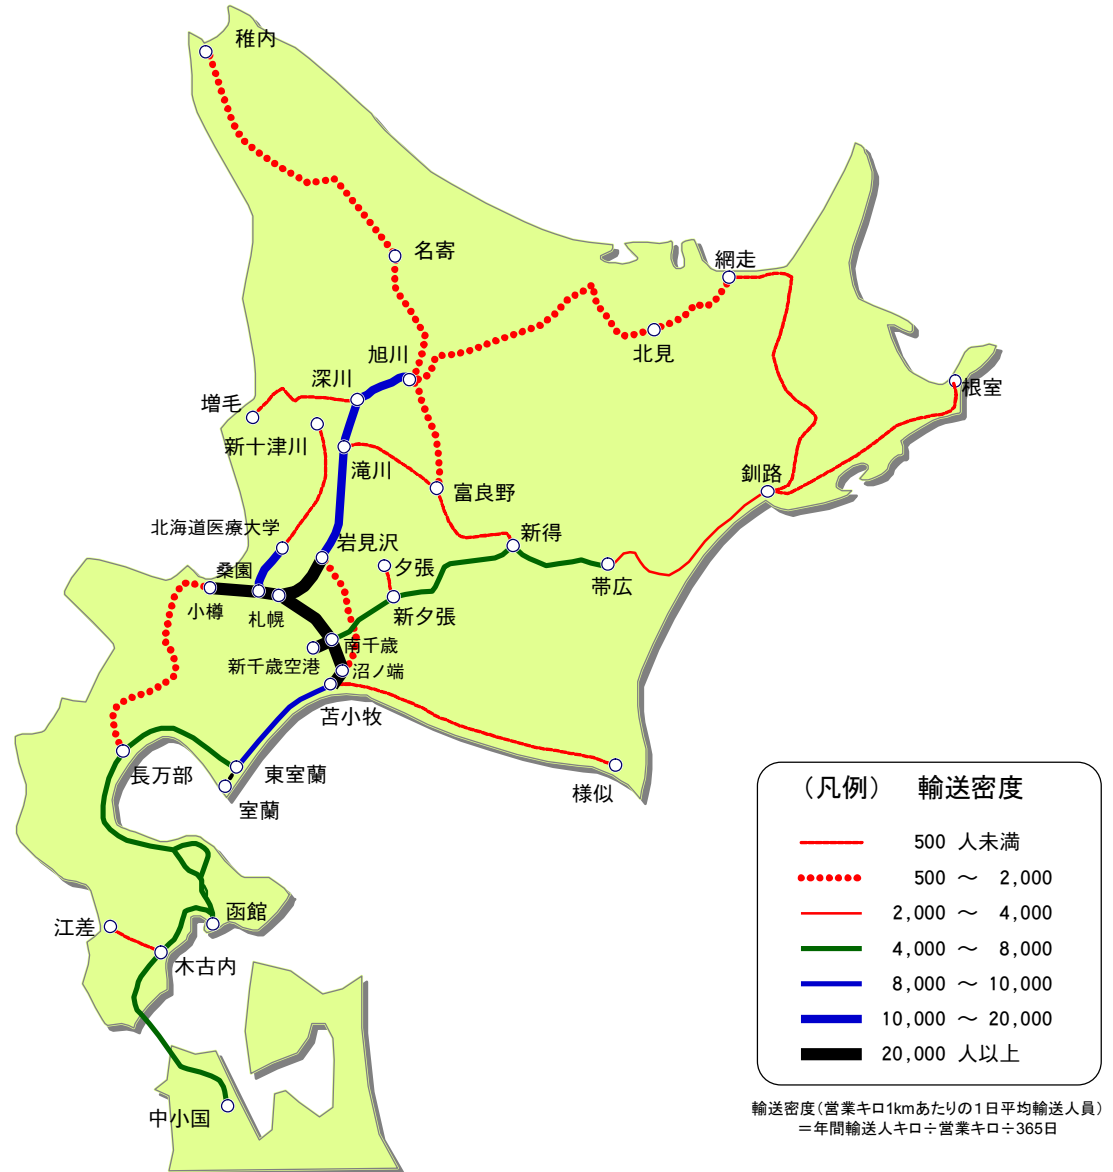 稚内
名寄
網走
北見
旭川
深川
根室
増毛
新十津川
滝川
釧路
富良野
北海道医療大学
岩見沢
新得
桑園
夕張
帯広
小樽
札幌
新夕張
南千歳
新千歳空港
沼ノ端
苫小牧
長万部
東室蘭
室蘭
様似
函館
江差
木古内
中小国
（凡例）　輸送密度
500 人未満
500 ～ 2,000
2,000 ～ 4,000
4,000 ～ 8,000
8,000 ～ 10,000
10,000 ～ 20,000
20,000 人以上
輸送密度（営業キロ1kmあたりの１日平均輸送人員）
＝年間輸送人キロ÷営業キロ÷365日